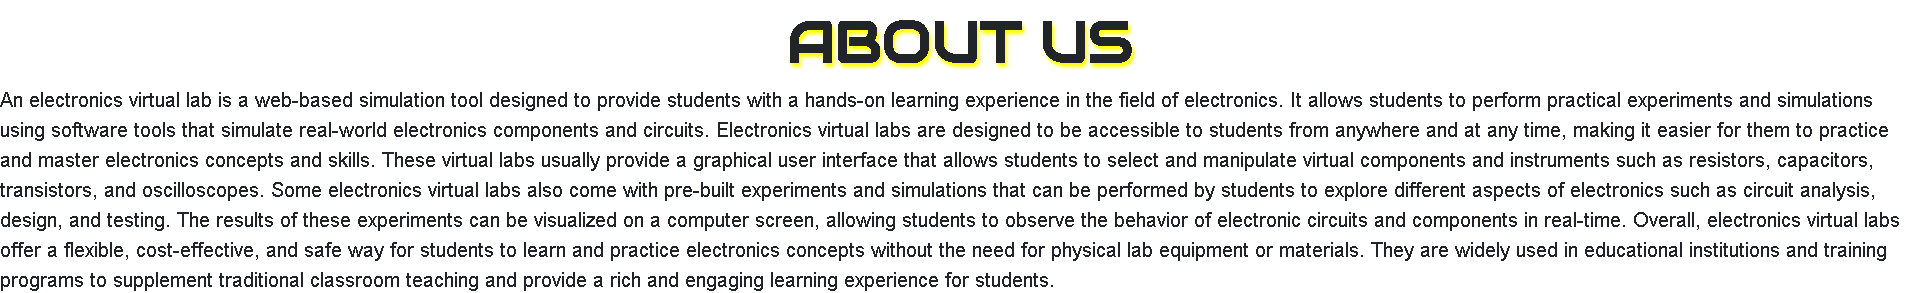 ABOUT US
An electronics virtual lab is a web-based simulation tool designed to provide students with a hands-on learning experience in the field of electronics. It allows students to perform practical experiments and simulations
using software tools that simulate real-world electronics components and circuits. Electronics virtual labs are designed to be accessible to students from anywhere and at any time, making it easier for them to practice
and master electronics concepts and skills. These virtual labs usually provide a graphical user interface that allows students to select and manipulate virtual components and instruments such as resistors, capacitors,
transistors, and oscilloscopes. Some electronics virtual labs also come with pre-built experiments and simulations that can be performed by students to explore different aspects of electronics such as circuit analysis,
design, and testing. The results of these experiments can be visualized on a computer screen, allowing students to observe the behavior of electronic circuits and components in real-time. Overall, electronics virtual labs
offer a flexible, cost-effective, and safe way for students to learn and practice electronics concepts without the need for physical lab equipment or materials. They are widely used in educational institutions and training
programs to supplement traditional classroom teaching and provide a rich and engaging learning experience for students.